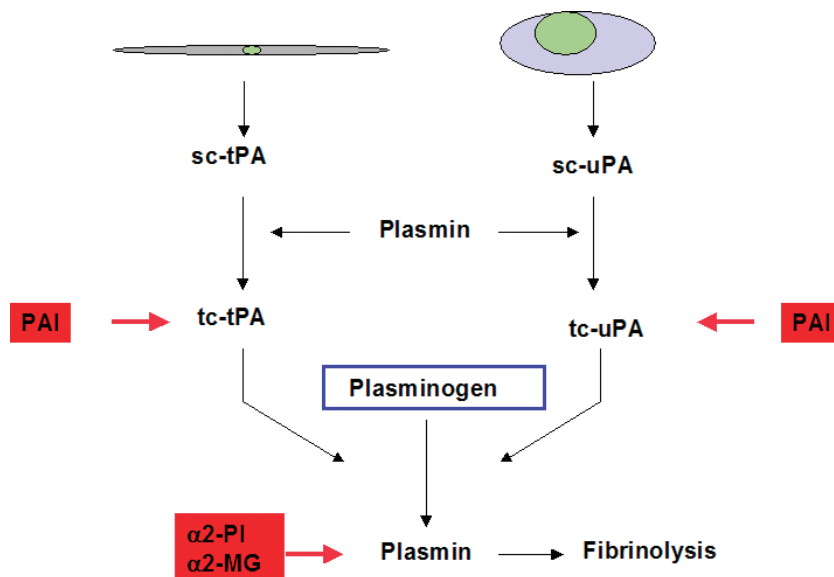 sc-tPA
sc-uPA
Plasmin
PAI
tc-tPA
tc-uPA
PAI
Plasminogen
α2-PI
α2-MG
Plasmin
Fibrinolysis